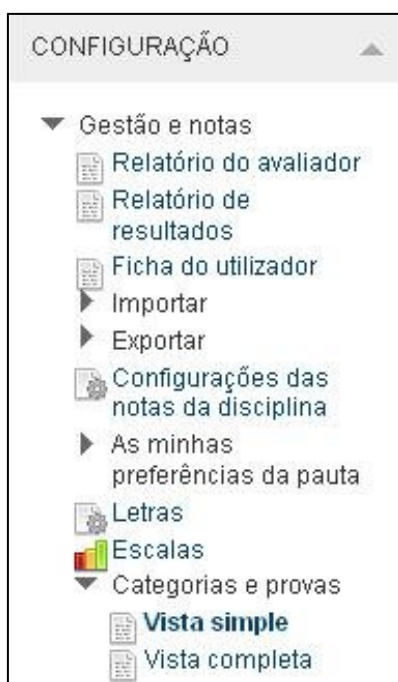 CONFIGURAÇÃO
Gestão e notas
Relatório do avaliador
Relatório de
resultados
Ficha do utilizador
Importar
Exportar
Configurações das
notas da disciplina
As minhas
preferências da pauta
Letras
Escalas
Categorias e provas
Vista simple
Vista completa